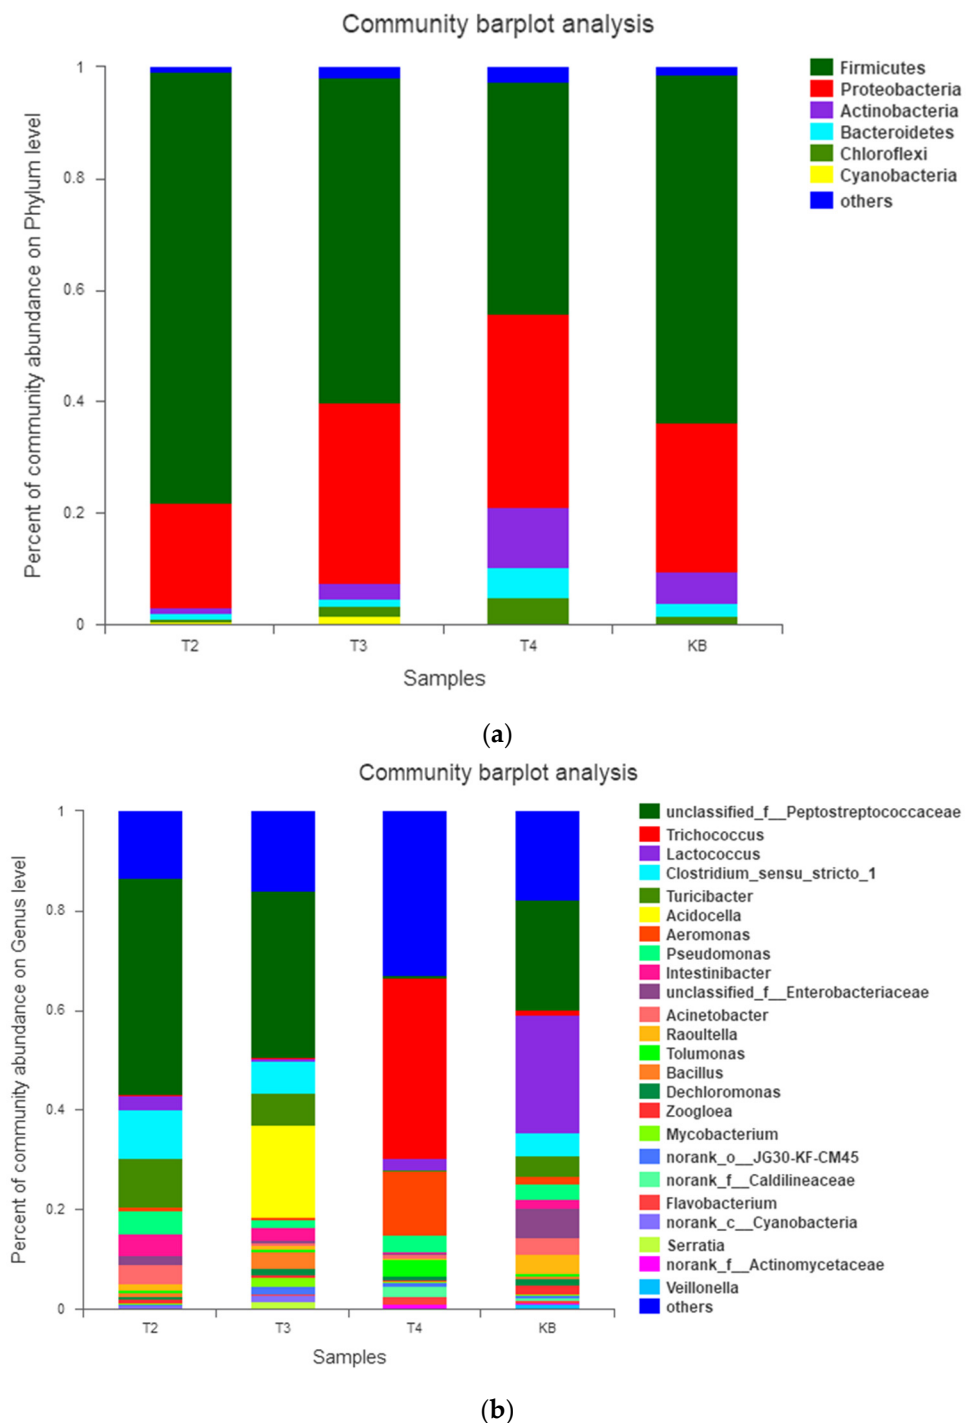 Community barplot analysis
Percent of community abundance on Phylum level
1
0.8
0.6
0.4
0.2
0
T2
T3
T4
KB
Samples
Firmicutes
Proteobacteria
Actinobacteria
Bacteroidetes
Chloroflexi
Cyanobacteria
others
(a)
Community barplot analysis
Percent of community abundance on Genus level
1
0.8
0.6
0.4
0.2
0
T2
T3
T4
KB
Samples
unclassified_f__Peptostreptococcaceae
Trichococcus
Lactococcus
Clostridium_sensu_stricto_1
Turicibacter
Acidocella
Aeromonas
Pseudomonas
Intestinibacter
unclassified_f__Enterobacteriaceae
Acinetobacter
Raoultella
Tolumonas
Bacillus
Dechloromonas
Zoogloea
Mycobacterium
norank_o__JG30-KF-CM45
norank_f__Caldilineaceae
Flavobacterium
norank_c__Cyanobacteria
Serratia
norank_f__Actinomycetaceae
Veillonella
others
(b)